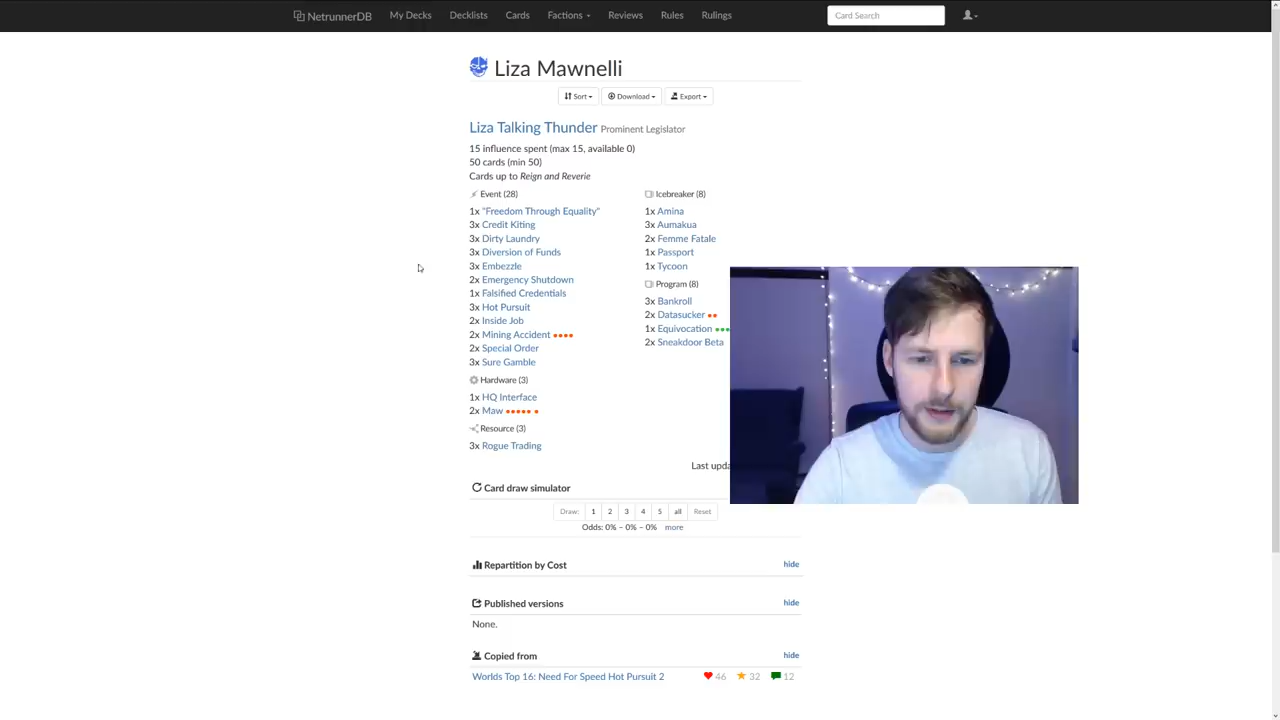 NetrunnerDB My Decks Decklists Cards Factions Reviews Rules Rulings Card Search
Liza Mawnelli
Sort Download Export
Liza Talking Thunder Prominent Legislator
15 influence spent (max 15, available 0)
50 cards (min 50)
Cards up to Reign and Reverie
Event (28)
1x "Freedom Through Equality"
3x Credit Kiting
3x Dirty Laundry
3x Diversion of Funds
3x Embezzle
2x Emergency Shutdown
1x Falsified Credentials
3x Hot Pursuit
2x Inside Job
2x Mining Accident
2x Special Order
3x Sure Gamble
Hardware (3)
1x HQ Interface
2x Maw
Resource (3)
3x Rogue Trading
Icebreaker (8)
1x Amina
3x Aumakua
2x Femme Fatale
1x Passport
1x Tycoon
Program (8)
3x Bankroll
2x Datasucker
1x Equivocation
2x Sneakdoor Beta
Last upda
Card draw simulator
Draw: 1 2 3 4 5 all Reset
Odds: 0% – 0% – 0% more
Repartition by Cost hide
Published versions hide
None.
Copied from hide
Worlds Top 16: Need For Speed Hot Pursuit 2 46 32 12